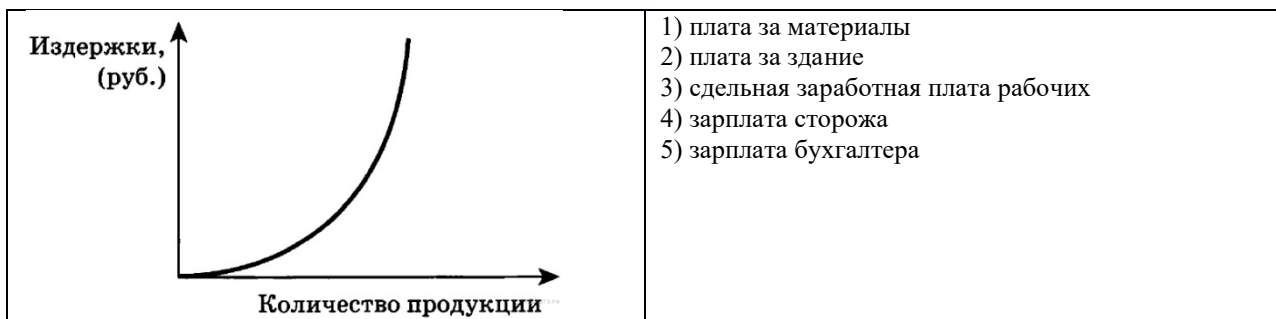 Издержки,
(руб.)
Количество продукции
1) плата за материалы
2) плата за здание
3) сдельная заработная плата рабочих
4) зарплата сторожа
5) зарплата бухгалтера